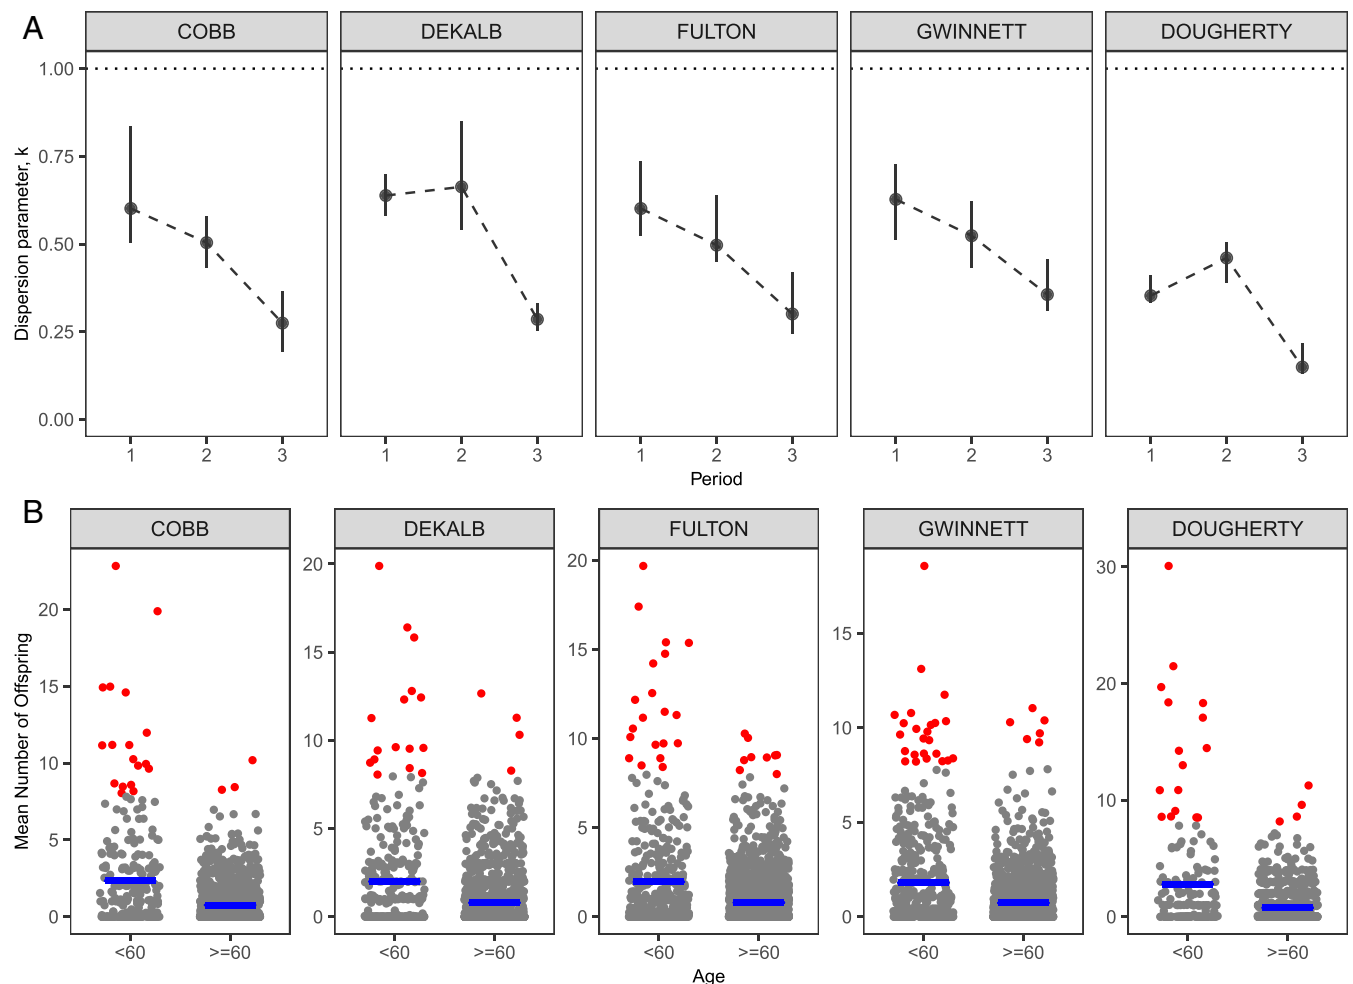 A
COBB DEKALB FULTON GWINNETT DOUGHERTY
Dispersion parameter, k
1.00
0.75
0.50
0.25
0.00
1 2 3 1 2 3 1 2 3 1 2 3 1 2 3
Period
B
COBB DEKALB FULTON GWINNETT DOUGHERTY
Mean Number of Offspring
20
15
10
5
0
20
15
10
5
0
20
15
10
5
0
15
10
5
0
30
20
10
0
<60 >=60 <60 >=60 <60 >=60 <60 >=60 <60 >=60
Age